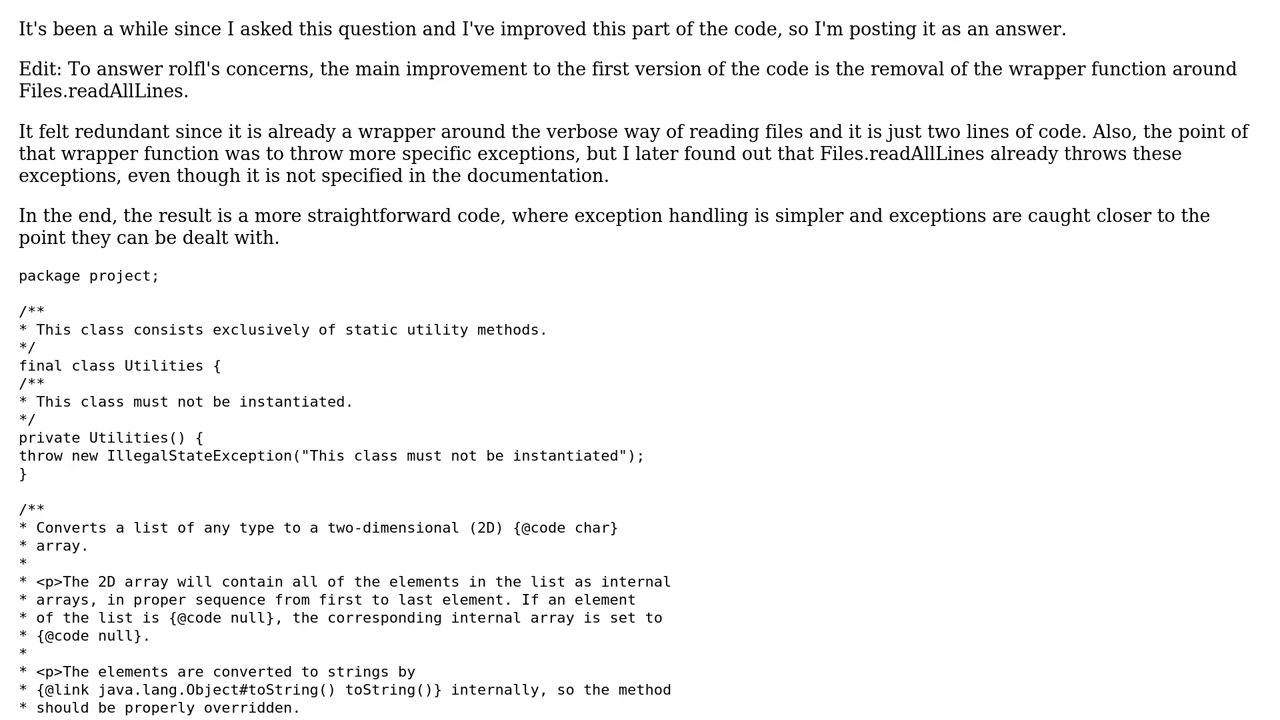 It's been a while since I asked this question and I've improved this part of the code, so I'm posting it as an answer.
Edit: To answer rolfl's concerns, the main improvement to the first version of the code is the removal of the wrapper function around
Files.readAllLines.
It felt redundant since it is already a wrapper around the verbose way of reading files and it is just two lines of code. Also, the point of
that wrapper function was to throw more specific exceptions, but I later found out that Files.readAllLines already throws these
exceptions, even though it is not specified in the documentation.
In the end, the result is a more straightforward code, where exception handling is simpler and exceptions are caught closer to the
point they can be dealt with.
package project;
/**
* This class consists exclusively of static utility methods.
*/
final class Utilities {
/**
* This class must not be instantiated.
*/
private Utilities() {
throw new IllegalStateException("This class must not be instantiated");
}
/**
* Converts a list of any type to a two-dimensional (2D) {@code char}
* array.
*
* <p>The 2D array will contain all of the elements in the list as internal
* arrays, in proper sequence from first to last element. If an element
* of the list is {@code null}, the corresponding internal array is set to
* {@code null}.
*
* <p>The elements are converted to strings by
* {@link java.lang.Object#toString() toString()} internally, so the method
* should be properly overridden.